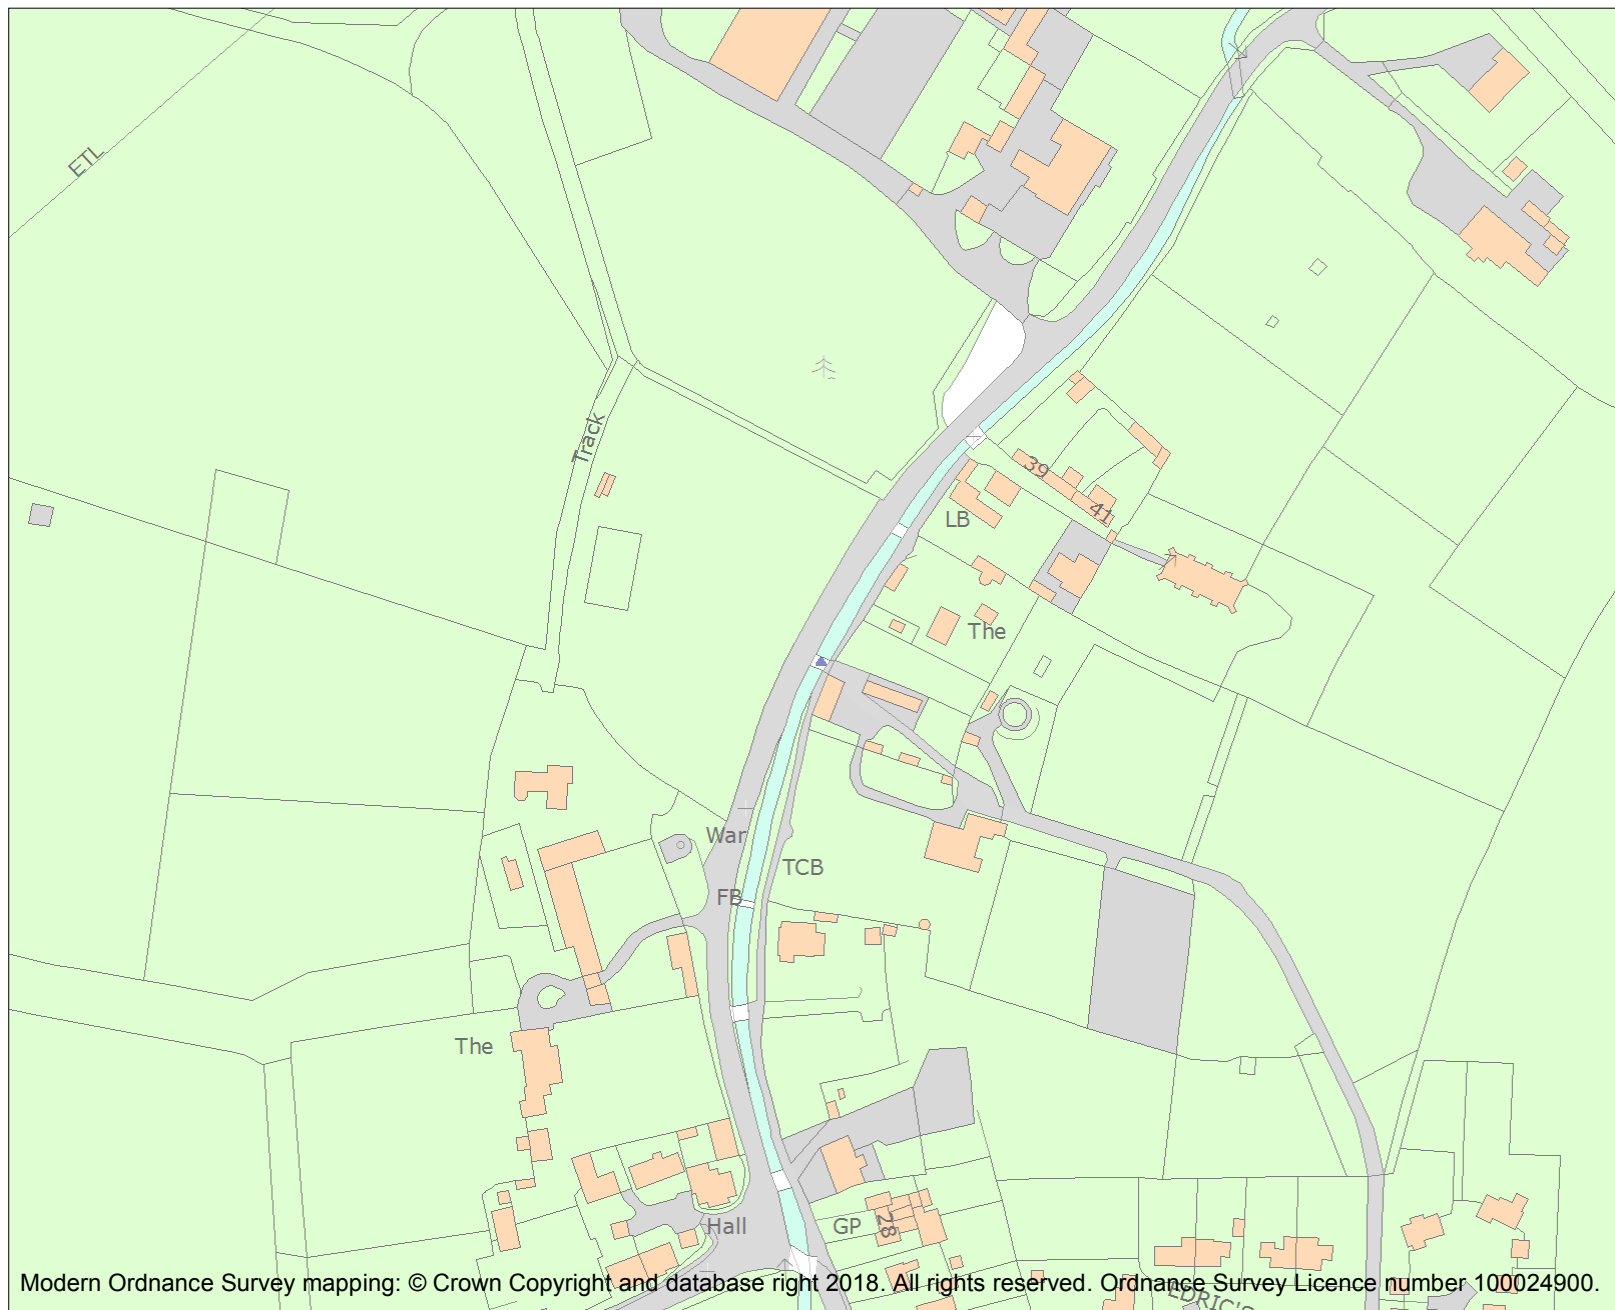 ETL
Track
39
41
LB
The
War
TCB
FB
The
Hall
GP
28
Modern Ordnance Survey mapping: © Crown Copyright and database right 2018. All rights reserved. Ordnance Survey Licence number 100024900.
EDRIC'S